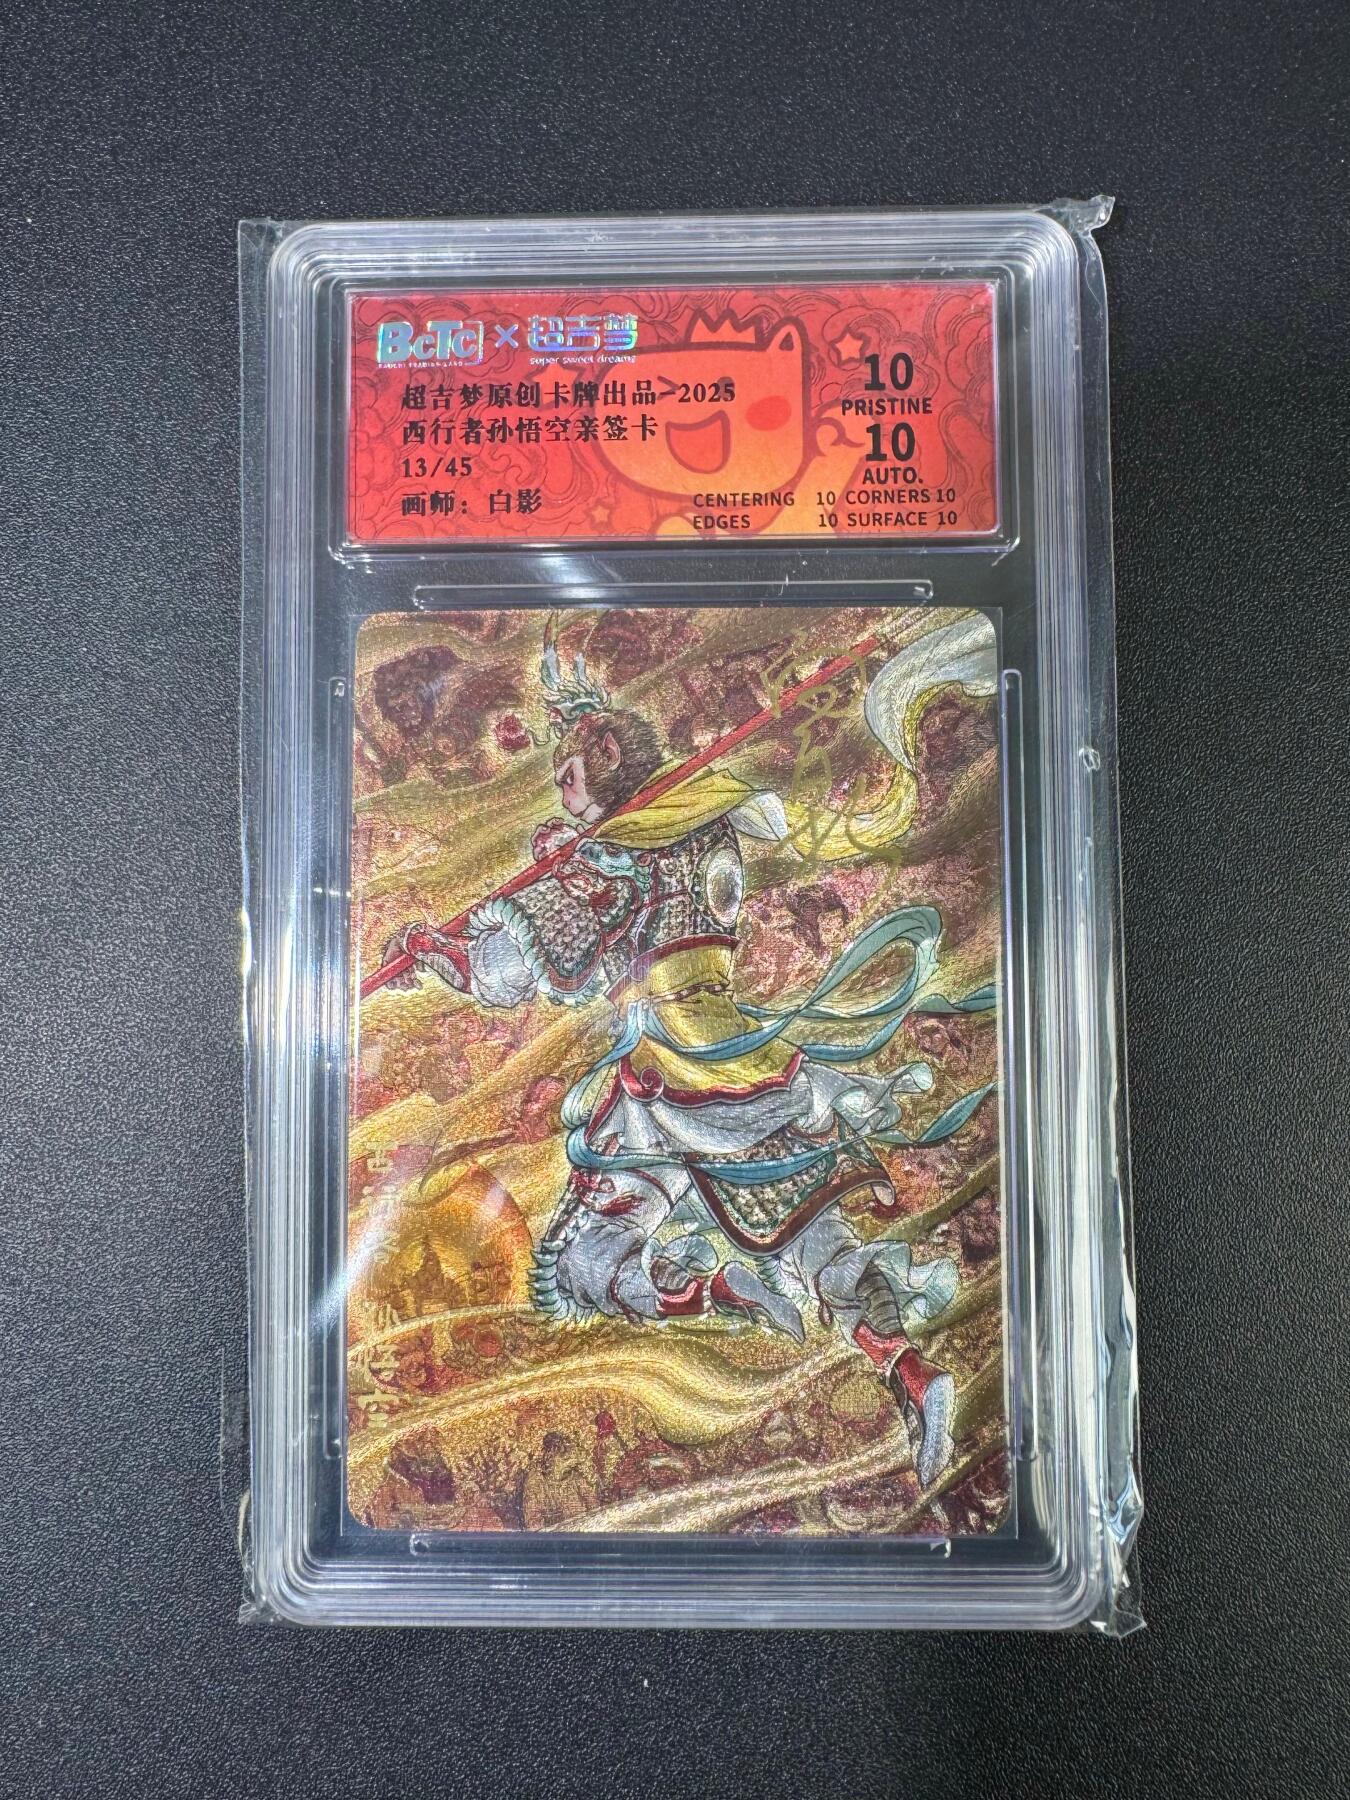 BCTC × 超吉梦
super sweet dreams
超吉梦原创卡牌出品-2025
西行者孙悟空亲签卡
13/45
画师：白影
10
PRISTINE
10
AUTO.
CENTERING 10 CORNERS 10
EDGES 10 SURFACE 10